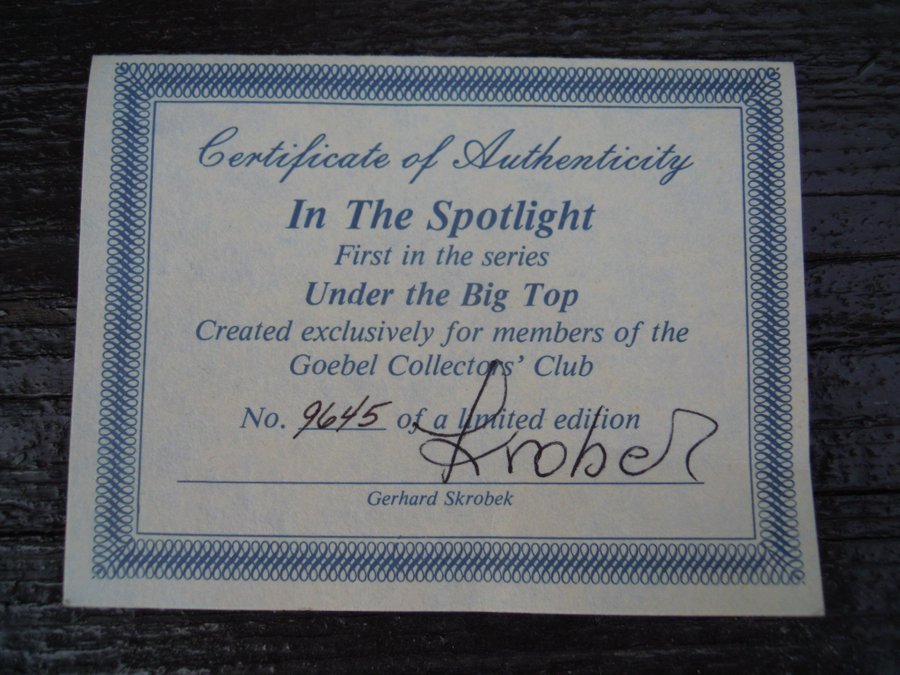 Certificate of Authenticity
In The Spotlight
First in the series
Under the Big Top
Created exclusively for members of the
Goebel Collectors' Club
No. 9645 of a limited edition
Skrobek
Gerhard Skrobek